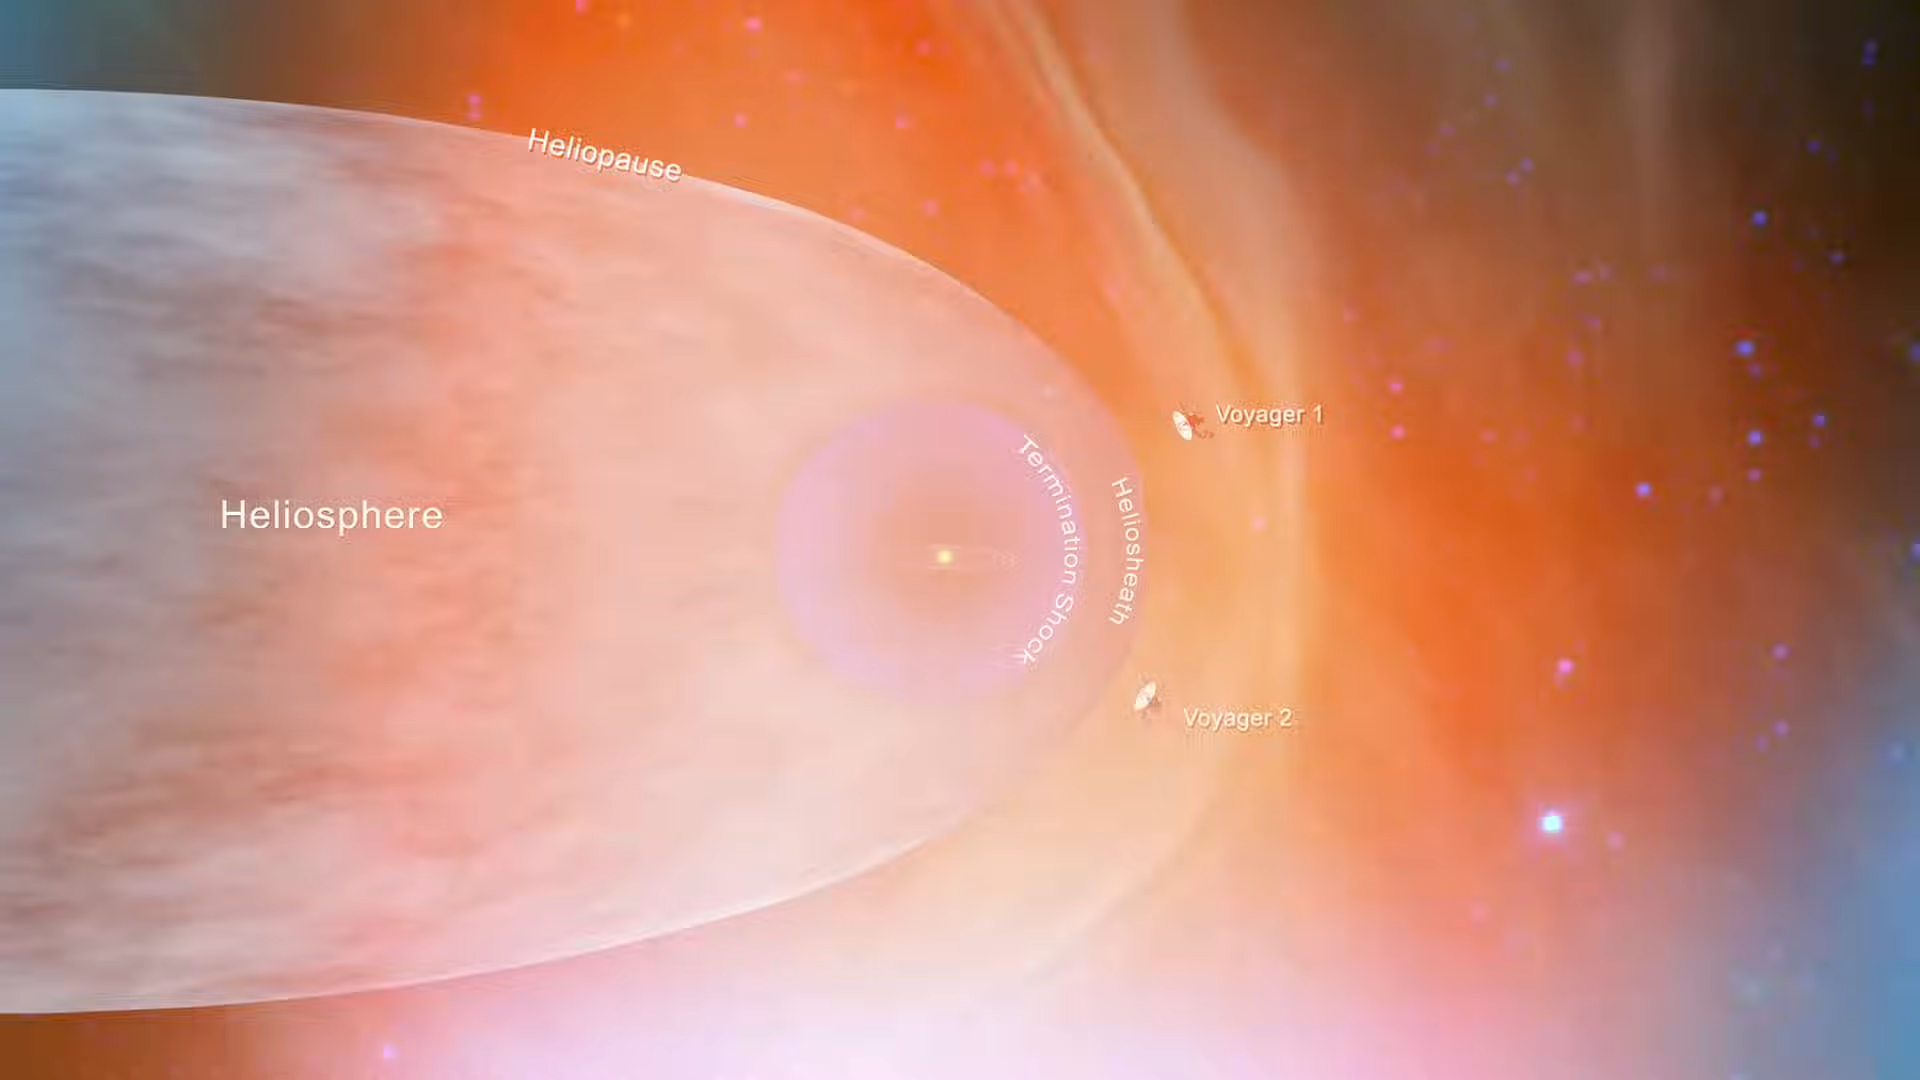 Heliopause
Voyager 1
Termination Shock
Heliosheath
Heliosphere
Voyager 2